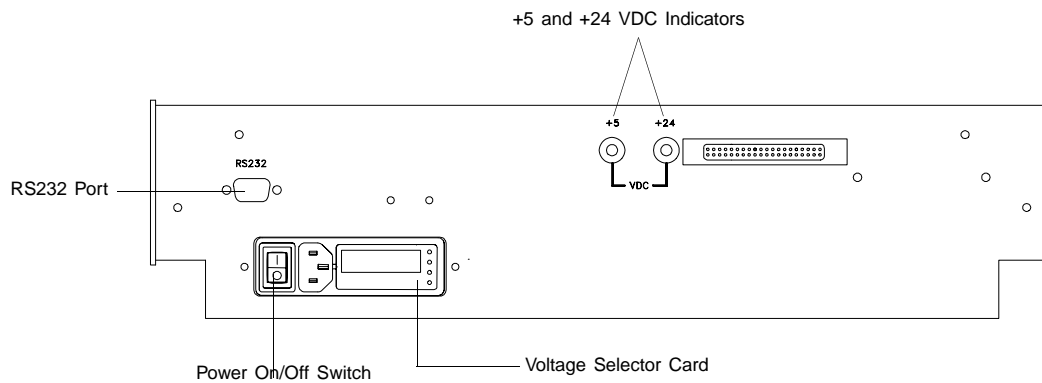 +5 and +24 VDC Indicators
+5
+24
RS232
VDC
RS232 Port
Power On/Off Switch
Voltage Selector Card